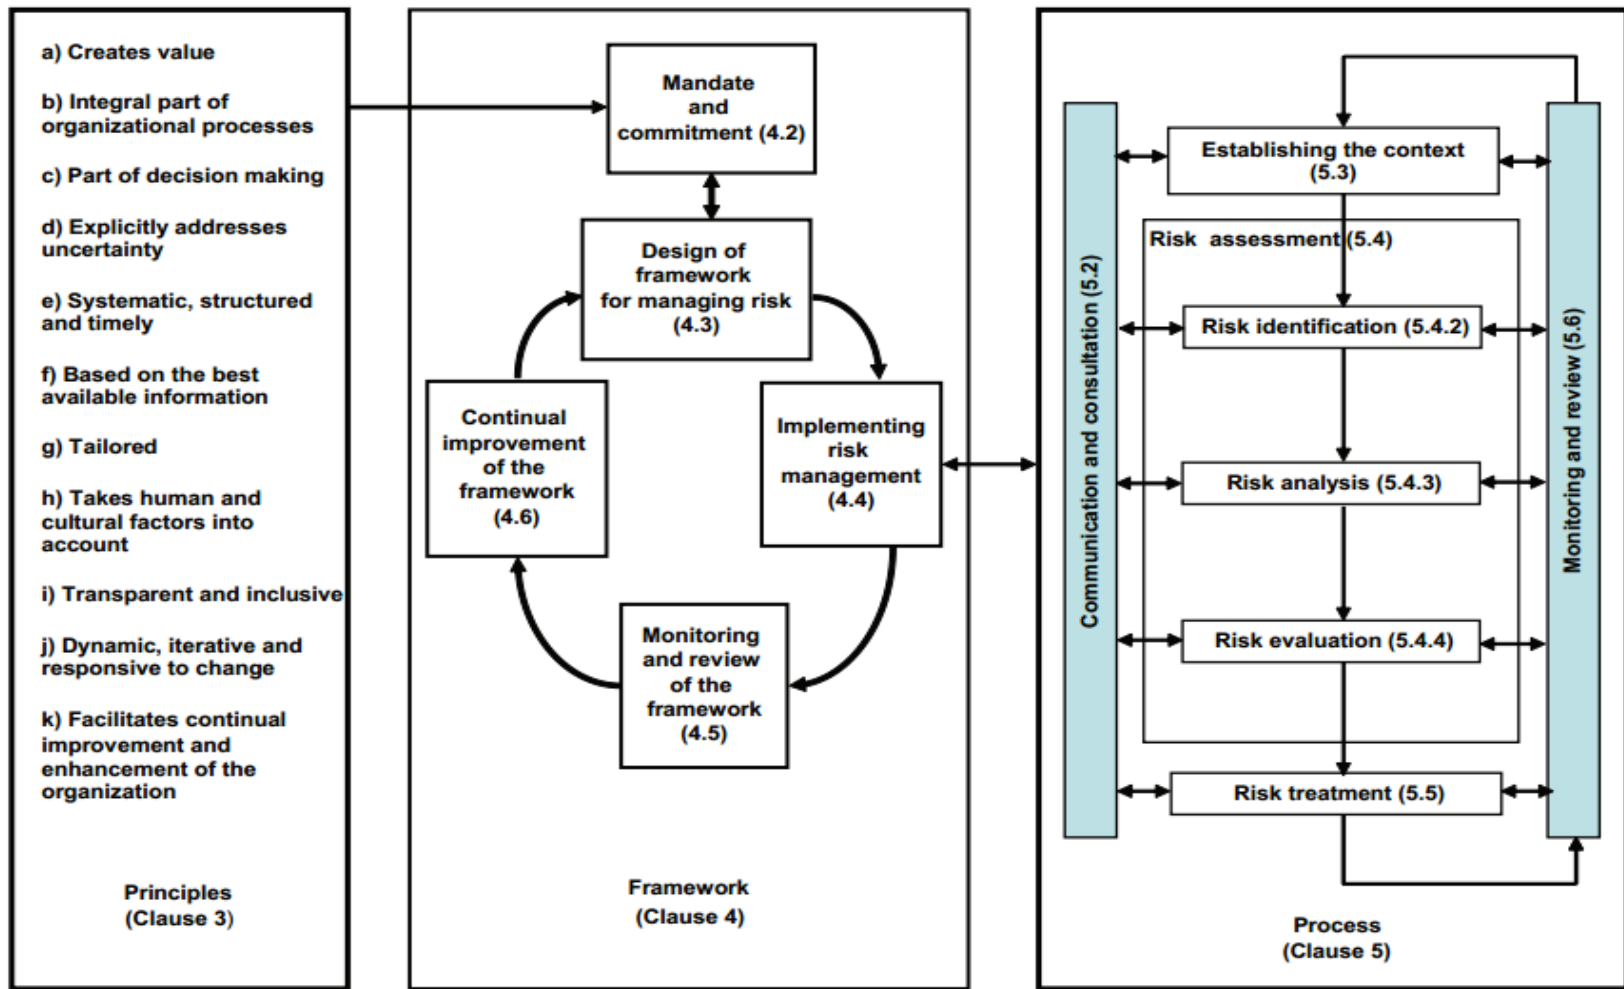 a) Creates value
b) Integral part of
organizational processes
c) Part of decision making
d) Explicitly addresses
uncertainty
e) Systematic, structured
and timely
f) Based on the best
available information
g) Tailored
h) Takes human and
cultural factors into
account
i) Transparent and inclusive
j) Dynamic, iterative and
responsive to change
k) Facilitates continual
improvement and
enhancement of the
organization
Principles
(Clause 3)
Mandate
and
commitment (4.2)
Design of
framework
for managing risk
(4.3)
Implementing
risk
management
(4.4)
Monitoring
and review
of the
framework
(4.5)
Continual
improvement
of the
framework
(4.6)
Framework
(Clause 4)
Communication and consultation (5.2)
Establishing the context
(5.3)
Risk assessment (5.4)
Risk identification (5.4.2)
Risk analysis (5.4.3)
Risk evaluation (5.4.4)
Risk treatment (5.5)
Monitoring and review (5.6)
Process
(Clause 5)